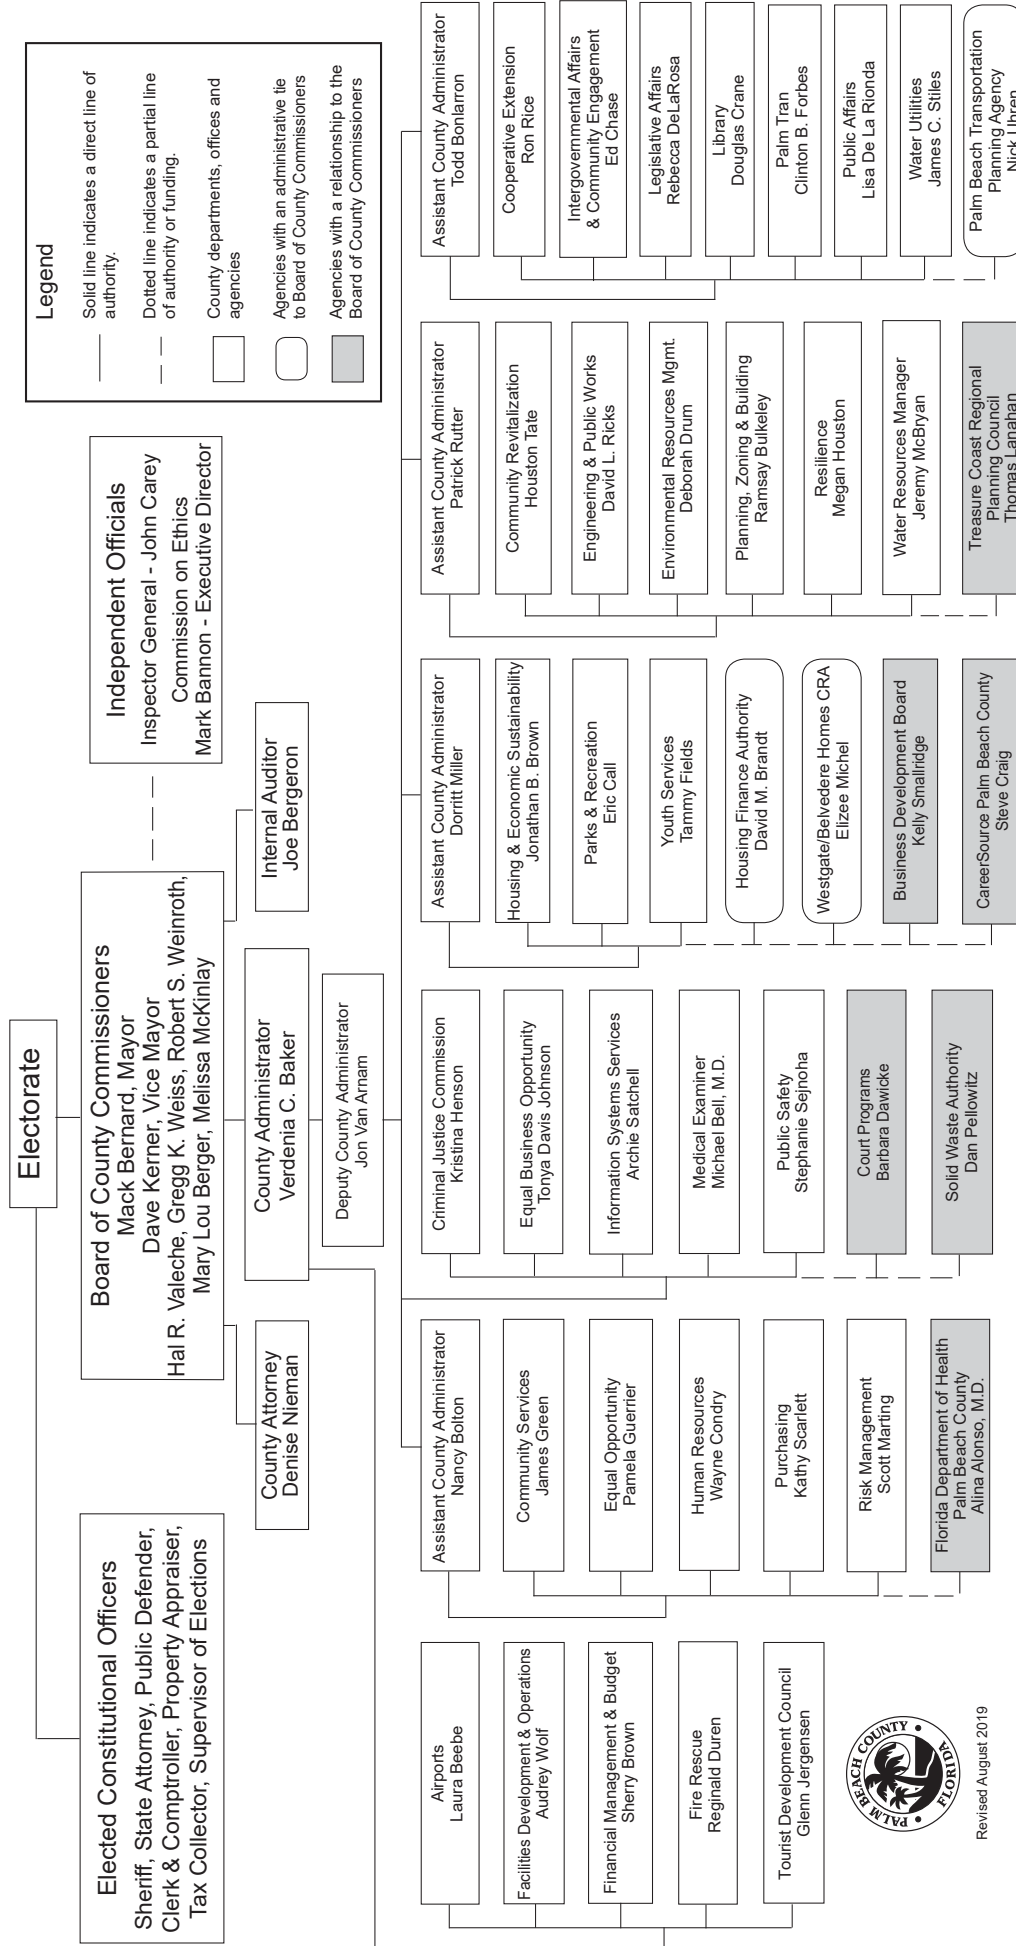 Electorate
Elected Constitutional Officers
Sheriff, State Attorney, Public Defender,
Clerk & Comptroller, Property Appraiser,
Tax Collector, Supervisor of Elections
Board of County Commissioners
Mack Bernard, Mayor
Dave Kerner, Vice Mayor
Hal R. Valeche, Gregg K. Weiss, Robert S. Weinroth,
Mary Lou Berger, Melissa McKinlay
Independent Officials
Inspector General - John Carey
Commission on Ethics
Mark Bannon - Executive Director
Legend
Solid line indicates a direct line of
authority.
Dotted line indicates a partial line
of authority or funding.
County departments, offices and
agencies
Agencies with an administrative tie
to Board of County Commissioners
Agencies with a relationship to the
Board of County Commissioners
County Attorney
Denise Nieman
County Administrator
Verdenia C. Baker
Internal Auditor
Joe Bergeron
Deputy County Administrator
Jon Van Arnam
Airports
Laura Beebe
Facilities Development & Operations
Audrey Wolf
Financial Management & Budget
Sherry Brown
Fire Rescue
Reginald Duren
Tourist Development Council
Glenn Jergensen
Assistant County Administrator
Nancy Bolton
Community Services
James Green
Equal Opportunity
Pamela Guerrier
Human Resources
Wayne Condry
Purchasing
Kathy Scarlett
Risk Management
Scott Marting
Florida Department of Health
Palm Beach County
Alina Alonso, M.D.
Criminal Justice Commission
Kristina Henson
Equal Business Opportunity
Tonya Davis Johnson
Information Systems Services
Archie Satchell
Medical Examiner
Michael Bell, M.D.
Public Safety
Stephanie Sejnoha
Court Programs
Barbara Dawicke
Solid Waste Authority
Dan Pellowitz
Assistant County Administrator
Dorritt Miller
Housing & Economic Sustainability
Jonathan B. Brown
Parks & Recreation
Eric Call
Youth Services
Tammy Fields
Housing Finance Authority
David M. Brandt
Westgate/Belvedere Homes CRA
Elizee Michel
Business Development Board
Kelly Smallridge
CareerSource Palm Beach County
Steve Craig
Assistant County Administrator
Patrick Rutter
Community Revitalization
Houston Tate
Engineering & Public Works
David L. Ricks
Environmental Resources Mgmt.
Deborah Drum
Planning, Zoning & Building
Ramsay Bulkeley
Resilience
Megan Houston
Water Resources Manager
Jeremy McBryan
Treasure Coast Regional
Planning Council
Thomas Lanahan
Assistant County Administrator
Todd Bonlarron
Cooperative Extension
Ron Rice
Intergovernmental Affairs
& Community Engagement
Ed Chase
Legislative Affairs
Rebecca DeLaRosa
Library
Douglas Crane
Palm Tran
Clinton B. Forbes
Public Affairs
Lisa De La Rionda
Water Utilities
James C. Stiles
Palm Beach Transportation
Planning Agency
Nick Uhren
PALM BEACH COUNTY
FLORIDA
Revised August 2019